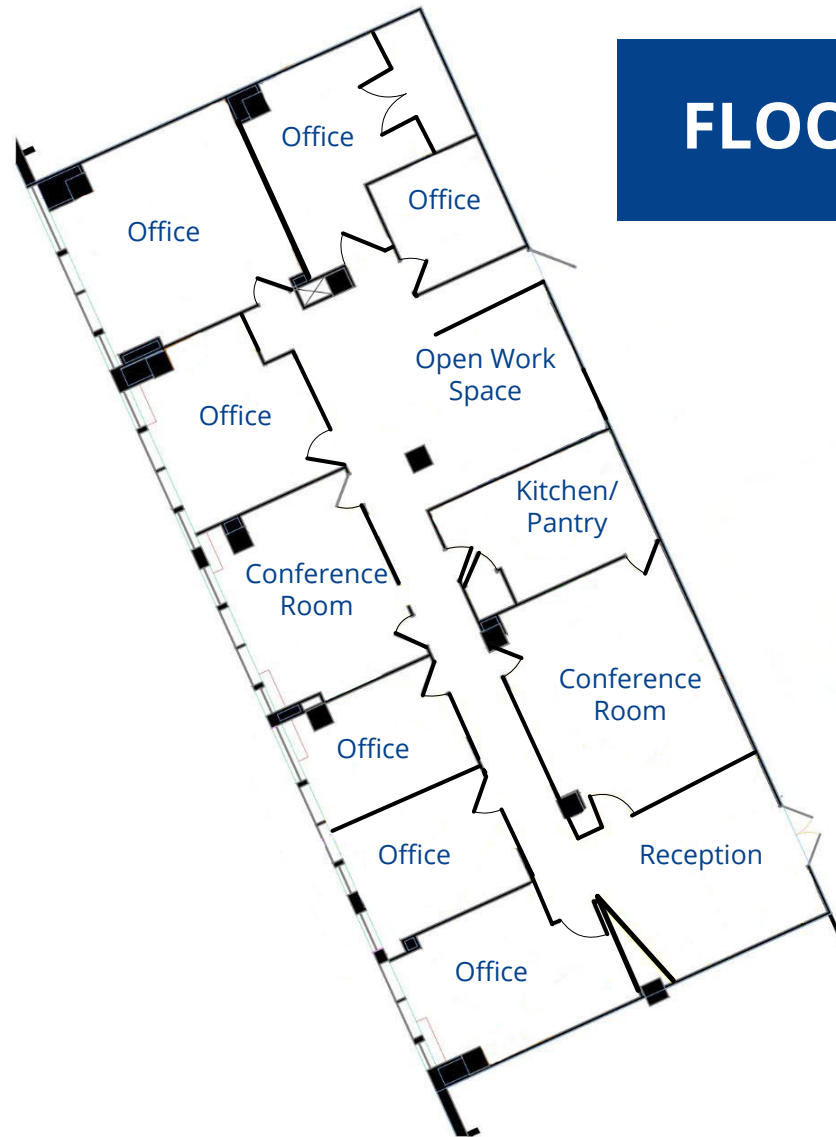 FLOO
Office
Office
Office
Open Work
Space
Office
Kitchen/
Pantry
Conference
Room
Conference
Room
Office
Office
Reception
Office